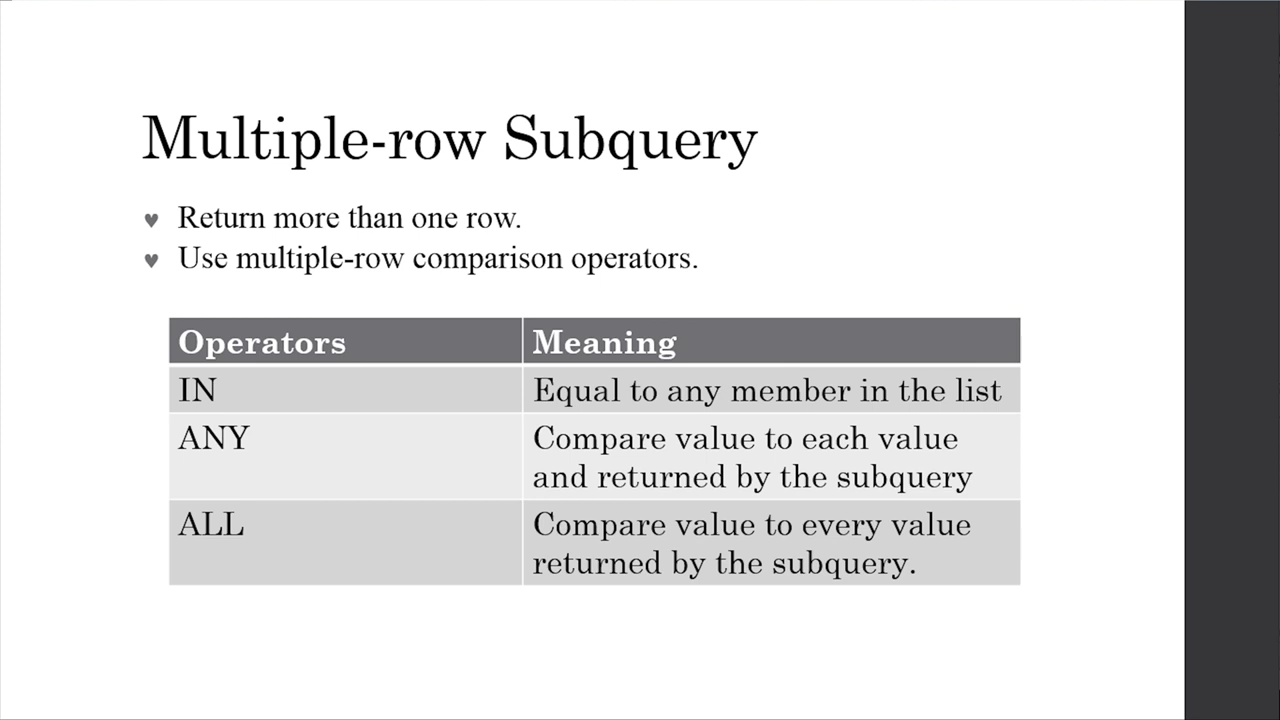 Multiple-row Subquery
♥ Return more than one row.
♥ Use multiple-row comparison operators.
Operators Meaning
IN Equal to any member in the list
ANY Compare value to each value
and returned by the subquery
ALL Compare value to every value
returned by the subquery.